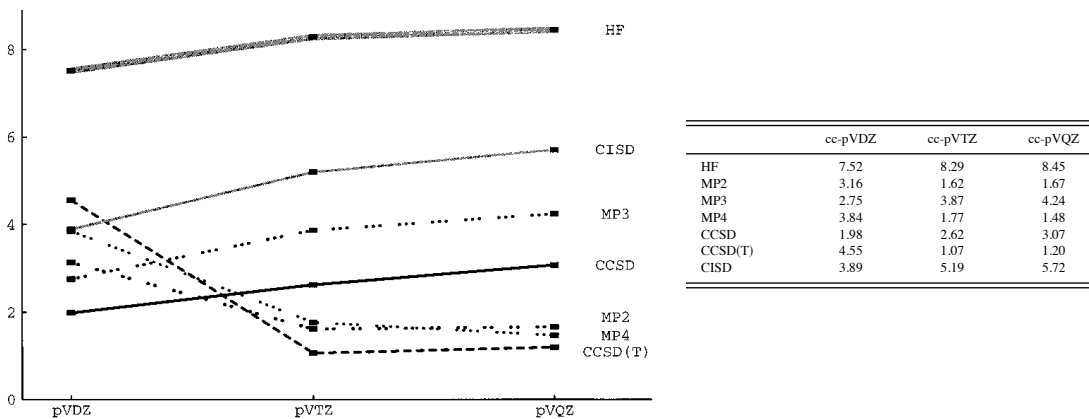 8
6
4
2
0
pVDZ pVTZ pVQZ
HF
CISD
MP3
CCSD
MP2
MP4
CCSD(T)
cc-pVDZ cc-pVTZ cc-pVQZ
HF 7.52 8.29 8.45
MP2 3.16 1.62 1.67
MP3 2.75 3.87 4.24
MP4 3.84 1.77 1.48
CCSD 1.98 2.62 3.07
CCSD(T) 4.55 1.07 1.20
CISD 3.89 5.19 5.72